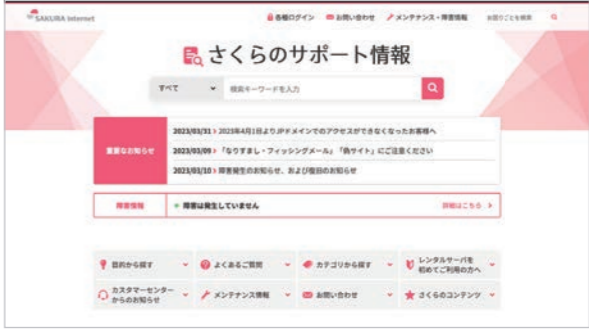 SAKURA internet
各種ログイン
お問い合わせ
メンテナンス・障害情報
お困りごとを検索
さくらのサポート情報
すべて
検索キーワードを入力
重要なお知らせ
2023/03/31 > 2023年4月1日よりJPドメインでのアクセスができなくなったお客様へ
2023/03/09 > 「なりすまし・フィッシングメール」「偽サイト」にご注意ください
2023/03/10 > 障害発生のお知らせ、および復旧のお知らせ
障害情報
障害は発生していません
詳細はこちら >
目的から探す
よくあるご質問
カテゴリから探す
レンタルサーバを
初めてご利用の方へ
カスタマーセンター
からのお知らせ
メンテナンス情報
お問い合わせ
さくらのコンテンツ